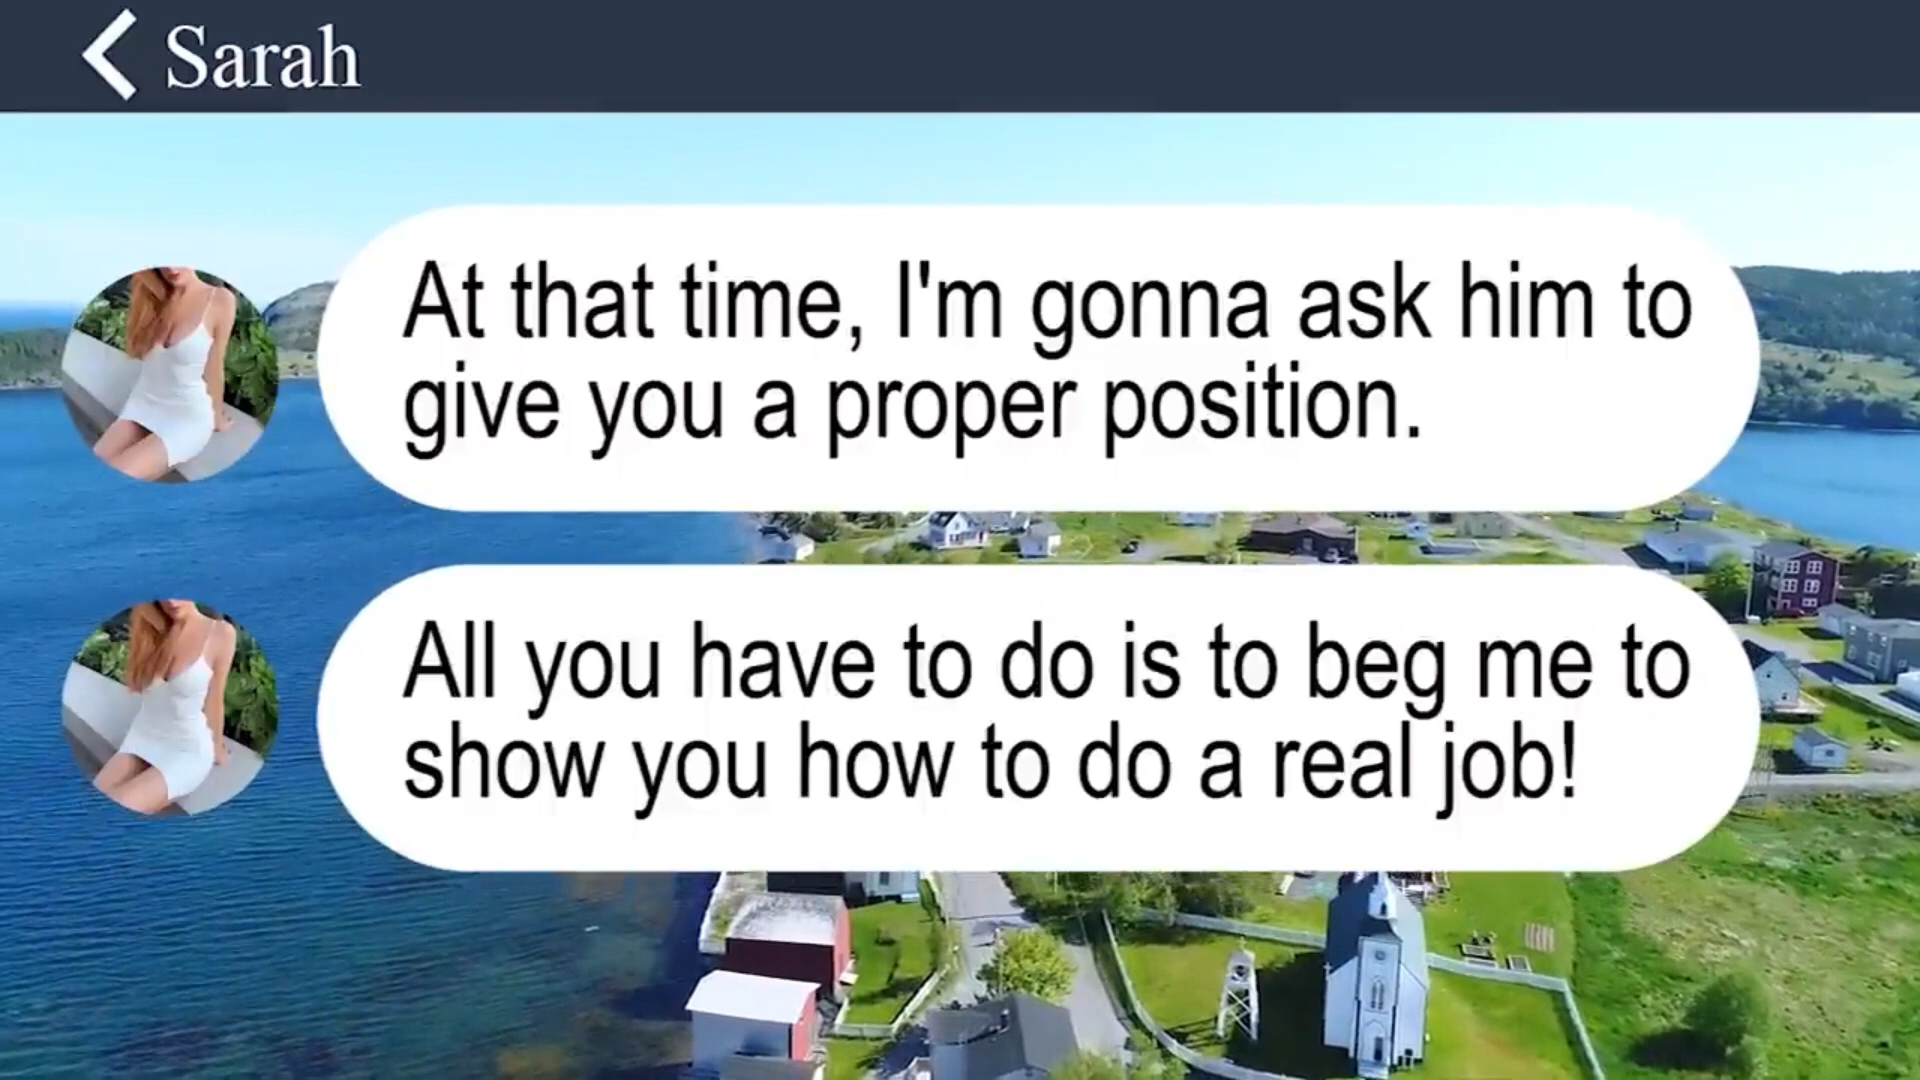 Sarah
At that time, I'm gonna ask him to
give you a proper position.
All you have to do is to beg me to
show you how to do a real job!